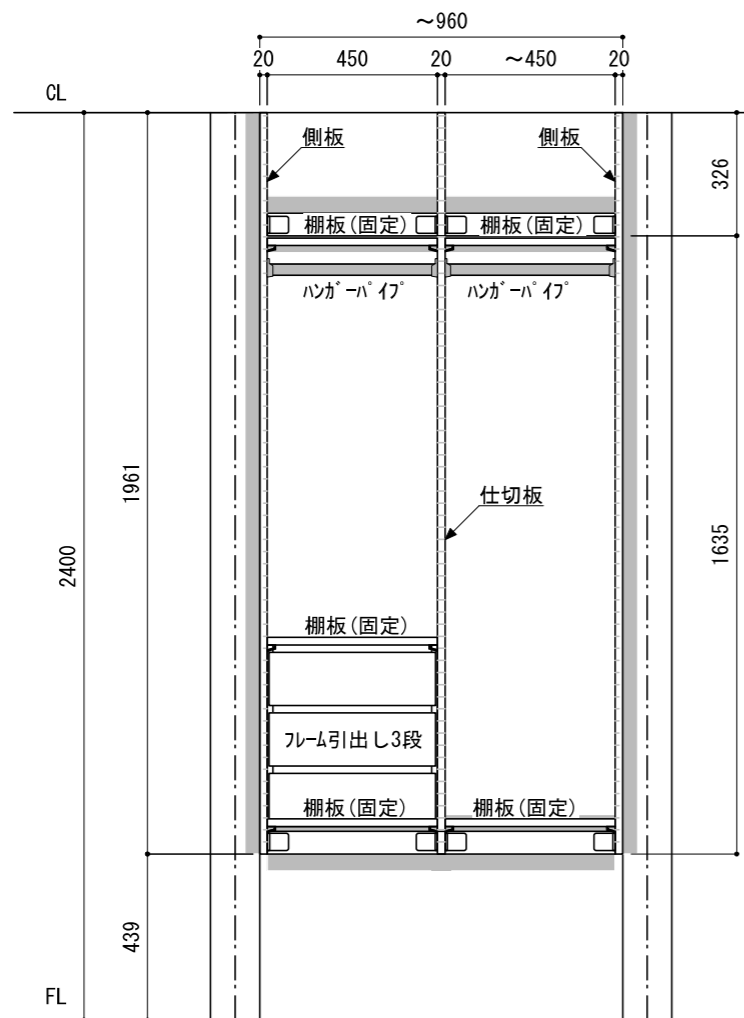 ～960
20 450 20 ～450 20
CL
側板 側板
326
棚板(固定) 棚板(固定)
ﾊﾝｶﾞｰﾊﾟｲﾌﾟ ﾊﾝｶﾞｰﾊﾟｲﾌﾟ
1961
仕切板
1635
2400
棚板(固定)
ﾌﾚｰﾑ引出し3段
棚板(固定) 棚板(固定)
439
FL